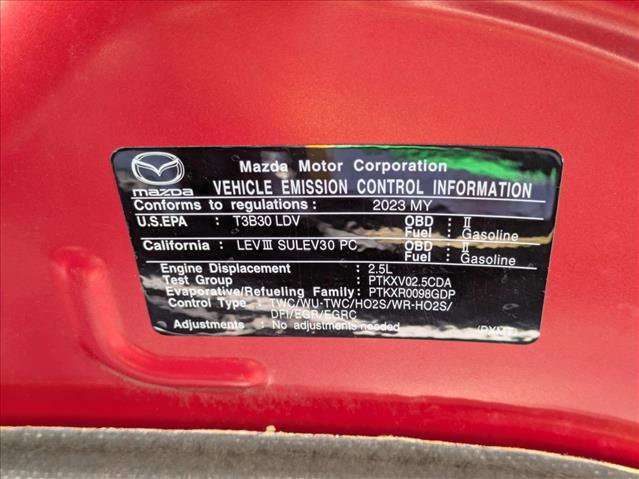 mazda
Mazda Motor Corporation
VEHICLE EMISSION CONTROL INFORMATION
Conforms to regulations : 2023 MY
U.S.EPA : T3B30 LDV OBD : II
Fuel : Gasoline
California : LEV III SULEV30 PC OBD : II
Fuel : Gasoline
Engine Displacement : 2.5L
Test Group : PTKXV02.5CDA
Evaporative/Refueling Family : PTKXR0098GDP
Control Type : TWC/WU-TWC/HO2S/WR-HO2S/
DFI/EGR/EGRC
Adjustments : No adjustments needed